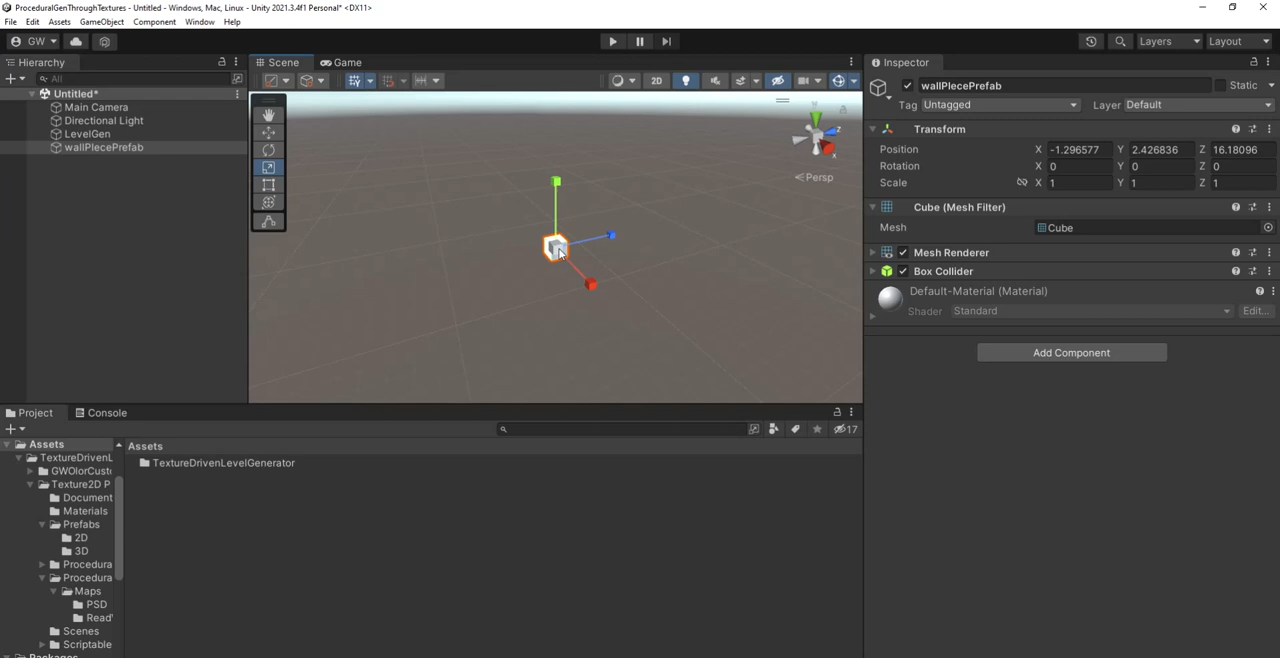 ProceduralGenThroughTextures - Untitled - Windows, Mac, Linux - Unity 2021.3.4f1 Personal* <DX11>
File Edit Assets GameObject Component Window Help
GW Layers Layout
Hierarchy Scene Game Inspector
All 2D wallPIecePrefab Static
Untitled* Tag Untagged Layer Default
Main Camera
Directional Light Transform
LevelGen Position X -1.296577 Y 2.426836 Z 16.18096
wallPIecePrefab Rotation X 0 Y 0 Z 0
y z x
Persp Scale X 1 Y 1 Z 1
Cube (Mesh Filter)
Mesh Cube
Mesh Renderer
Box Collider
Default-Material (Material)
Shader Standard Edit...
Add Component
Project Console
17
Assets Assets
TextureDrivenL TextureDrivenLevelGenerator
GWOlorCust
Texture2D P
Document
Materials
Prefabs
2D
3D
Procedura
Procedura
Maps
PSD
Read'
Scenes
Scriptable
Packages